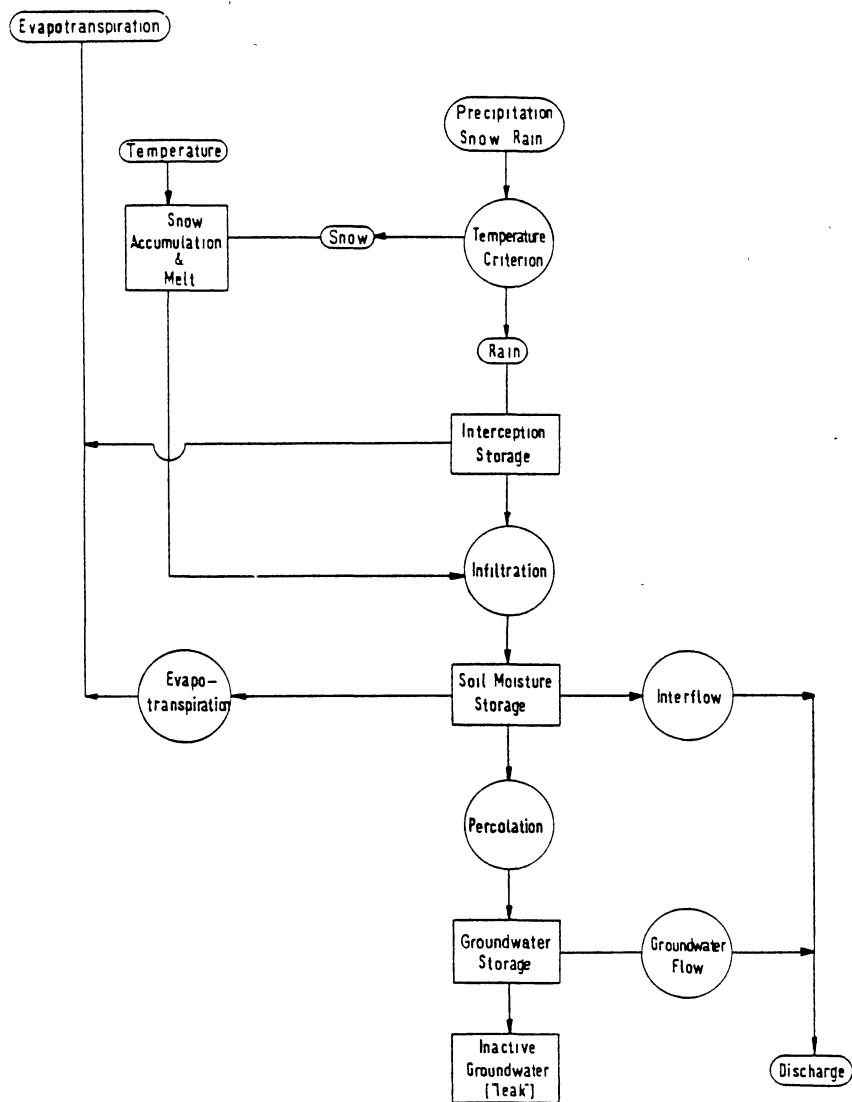 Evapotranspiration
Precipitation
Snow Rain
Temperature
Snow
Accumulation
&
Melt
Snow
Temperature
Criterion
Rain
Interception
Storage
Infiltration
Evapo-
transpiration
Soil Moisture
Storage
Interflow
Percolation
Groundwater
Storage
Groundwater
Flow
Inactive
Groundwater
["leak"]
Discharge